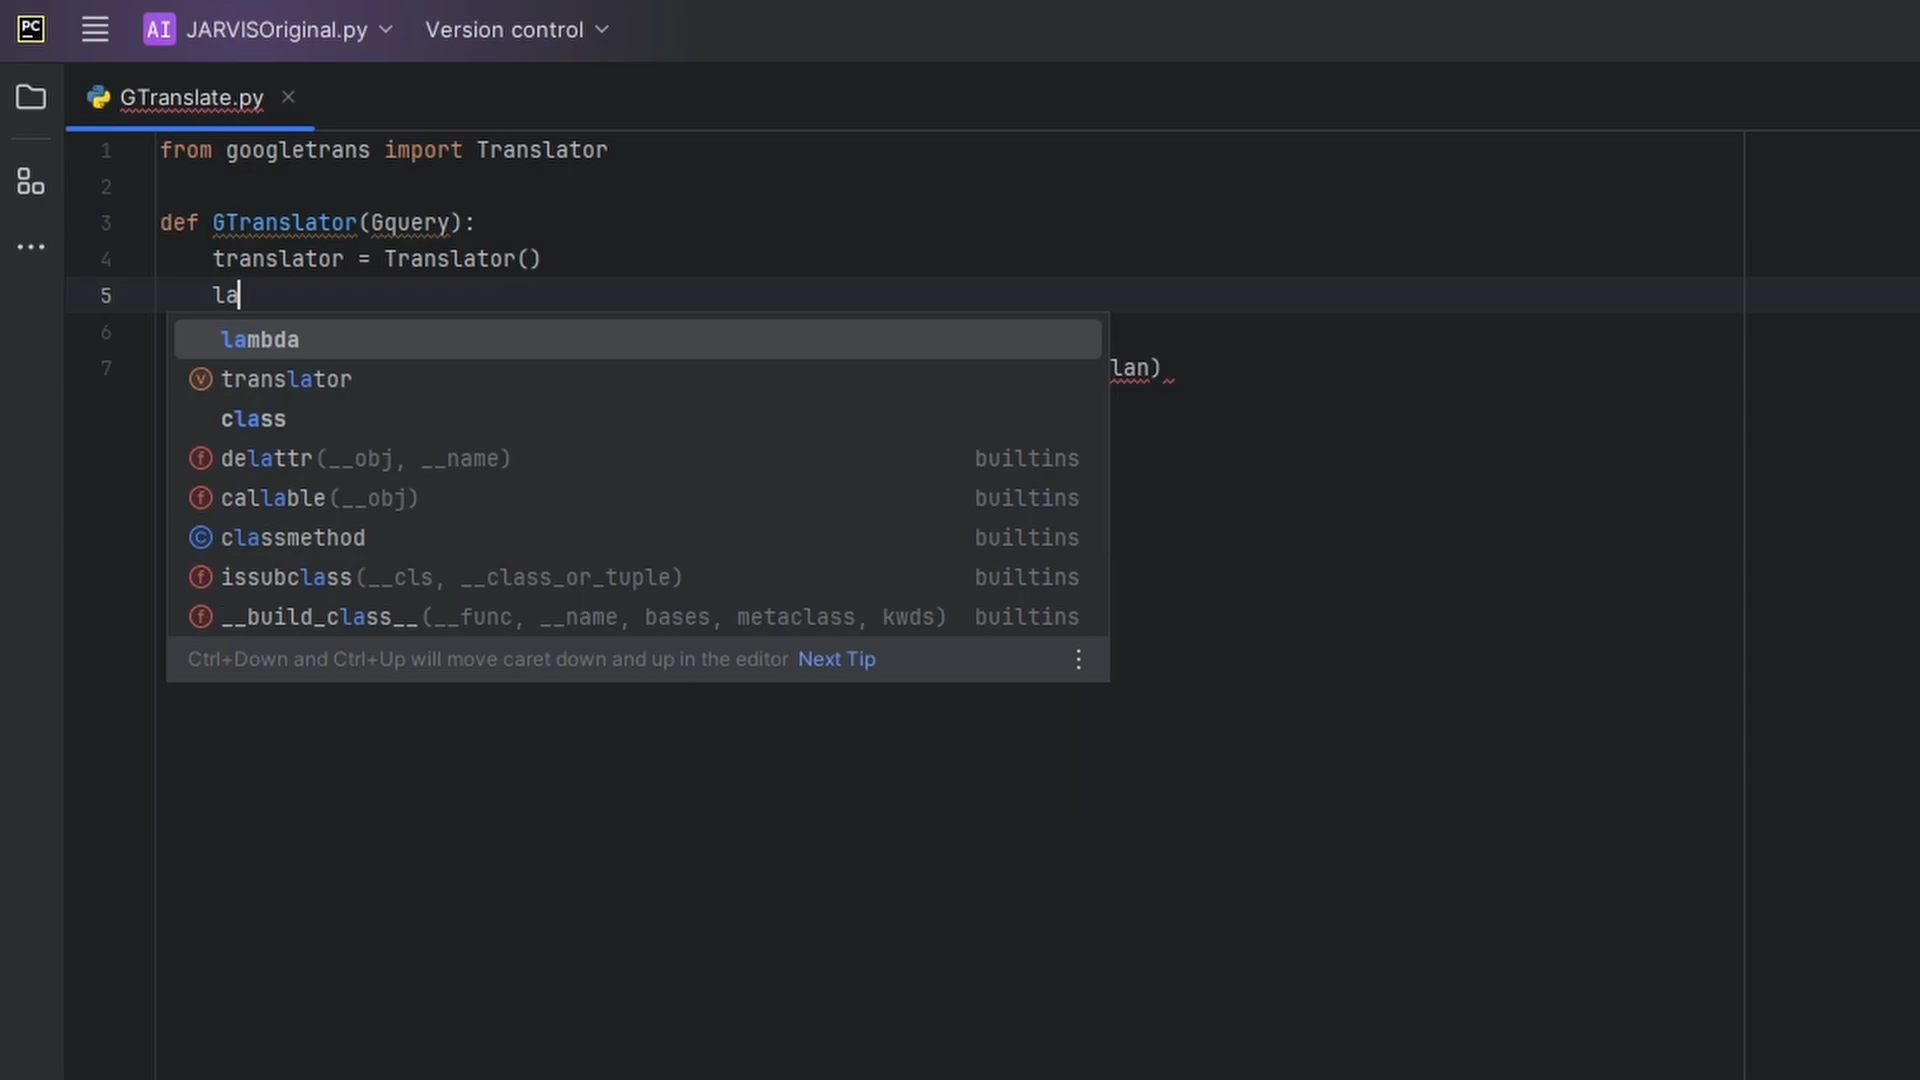 PC
AI JARVISOriginal.py Version control
GTranslate.py
1 from googletrans import Translator
2
3 def GTranslator(Gquery):
4 translator = Translator()
5 la
6
7 lan)
lambda
translator
class
delattr(__obj, __name) builtins
callable(__obj) builtins
classmethod builtins
issubclass(__cls, __class_or_tuple) builtins
__build_class__(__func, __name, bases, metaclass, kwds) builtins
Ctrl+Down and Ctrl+Up will move caret down and up in the editor Next Tip